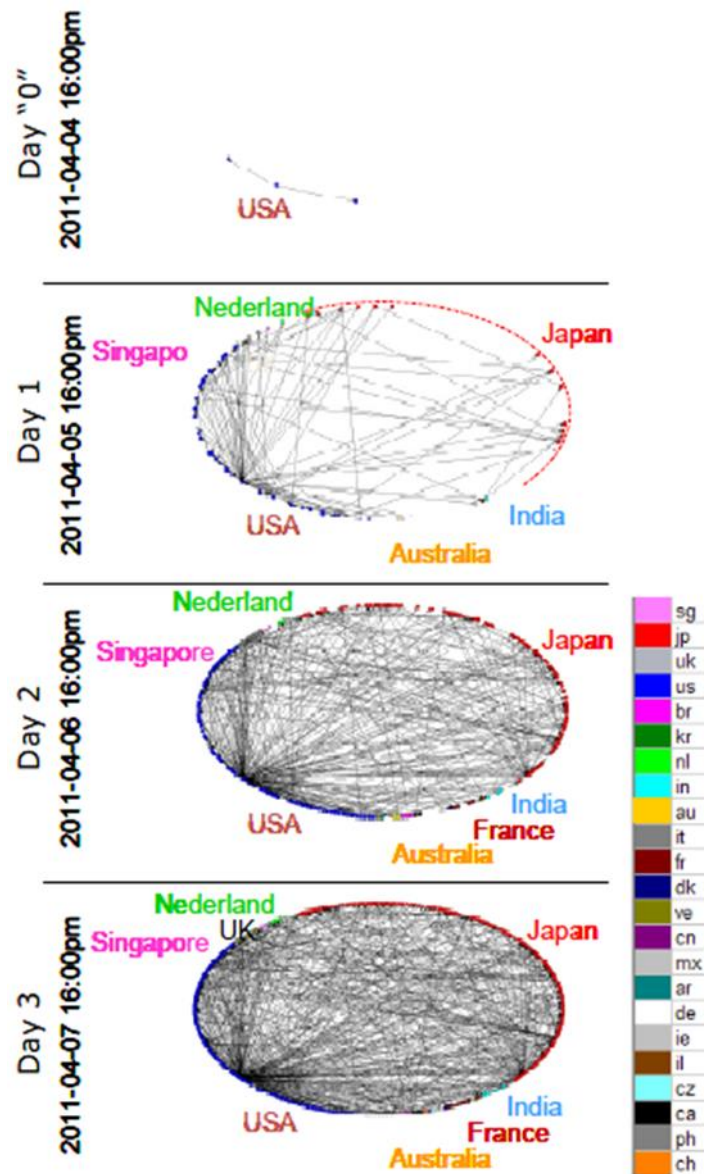 Day "0"
2011-04-04 16:00pm
USA
Day 1
2011-04-05 16:00pm
Nederland
Singapo
Japan
USA
India
Australia
Day 2
2011-04-06 16:00pm
Nederland
Singapore
Japan
USA
India
France
Australia
Day 3
2011-04-07 16:00pm
Nederland
UK
Singapore
Japan
USA
India
France
Australia
sg
jp
uk
us
br
kr
nl
in
au
it
fr
dk
ve
cn
mx
ar
de
ie
il
cz
ca
ph
ch